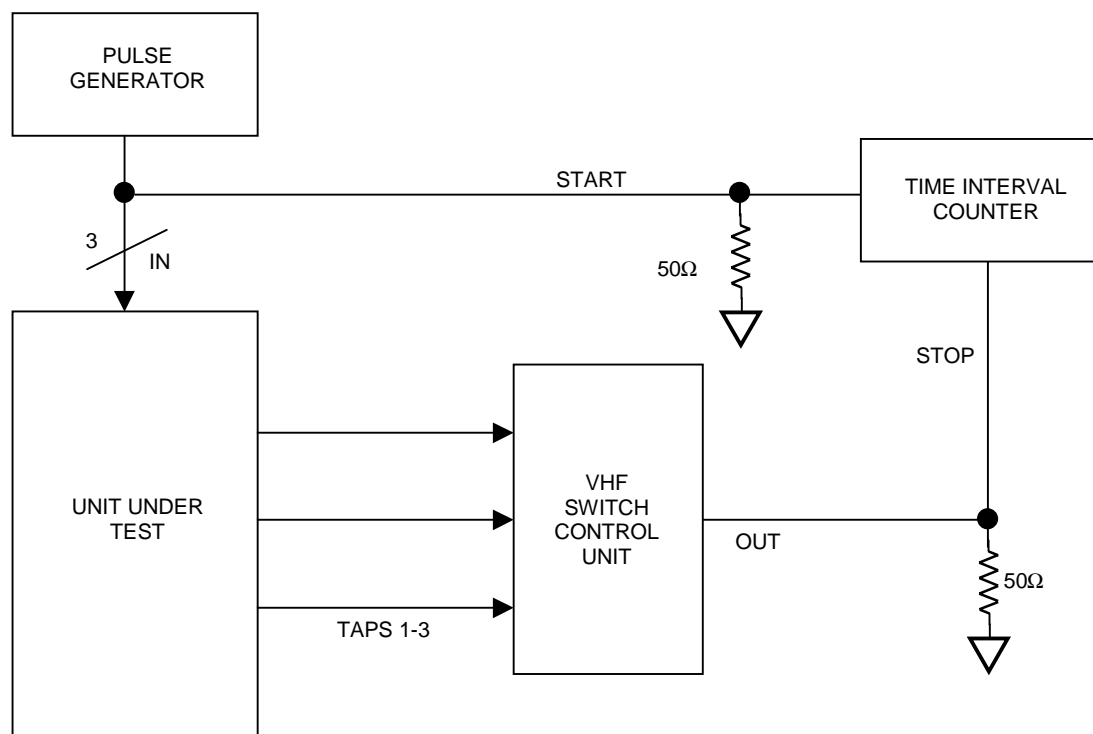 PULSE
GENERATOR
START
TIME INTERVAL
COUNTER
3
IN
50Ω
STOP
UNIT UNDER
TEST
VHF
SWITCH
CONTROL
UNIT
OUT
50Ω
TAPS 1-3